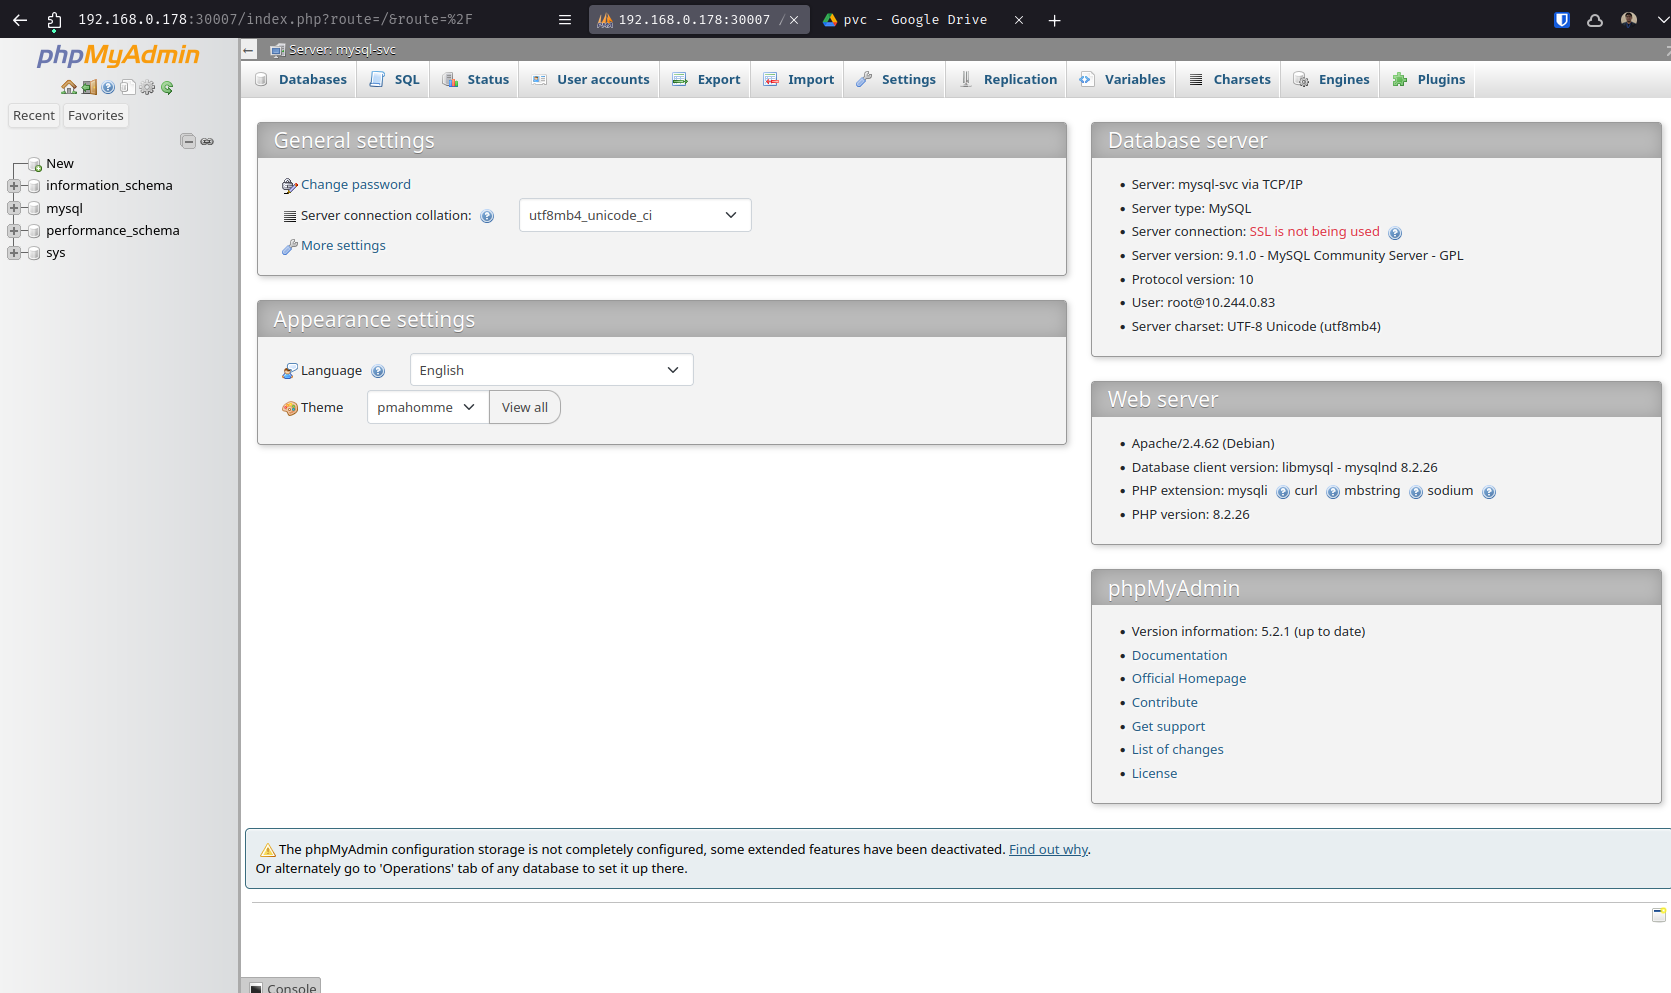 192.168.0.178:30007/index.php?route=/&route=%2F
192.168.0.178:30007 /
pvc - Google Drive
phpMyAdmin
Recent
Favorites
New
information_schema
mysql
performance_schema
sys
Server: mysql-svc
Databases
SQL
Status
User accounts
Export
Import
Settings
Replication
Variables
Charsets
Engines
Plugins
General settings
Change password
Server connection collation:
utf8mb4_unicode_ci
More settings
Appearance settings
Language
English
Theme
pmahomme
View all
Database server
Server: mysql-svc via TCP/IP
Server type: MySQL
Server connection: SSL is not being used
Server version: 9.1.0 - MySQL Community Server - GPL
Protocol version: 10
User: root@10.244.0.83
Server charset: UTF-8 Unicode (utf8mb4)
Web server
Apache/2.4.62 (Debian)
Database client version: libmysql - mysqlnd 8.2.26
PHP extension: mysqli curl mbstring sodium
PHP version: 8.2.26
phpMyAdmin
Version information: 5.2.1 (up to date)
Documentation
Official Homepage
Contribute
Get support
List of changes
License
The phpMyAdmin configuration storage is not completely configured, some extended features have been deactivated. Find out why.
Or alternately go to 'Operations' tab of any database to set it up there.
Console